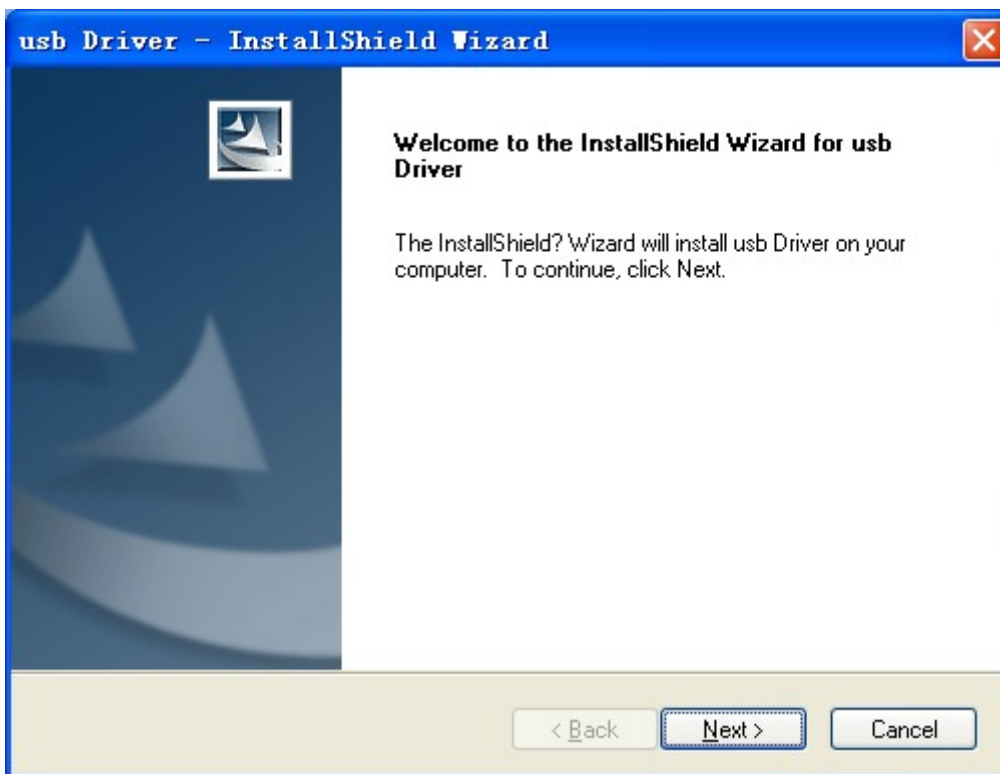 usb Driver - InstallShield Wizard
Welcome to the InstallShield Wizard for usb
Driver
The InstallShield? Wizard will install usb Driver on your
computer.  To continue, click Next.
< Back
Next >
Cancel